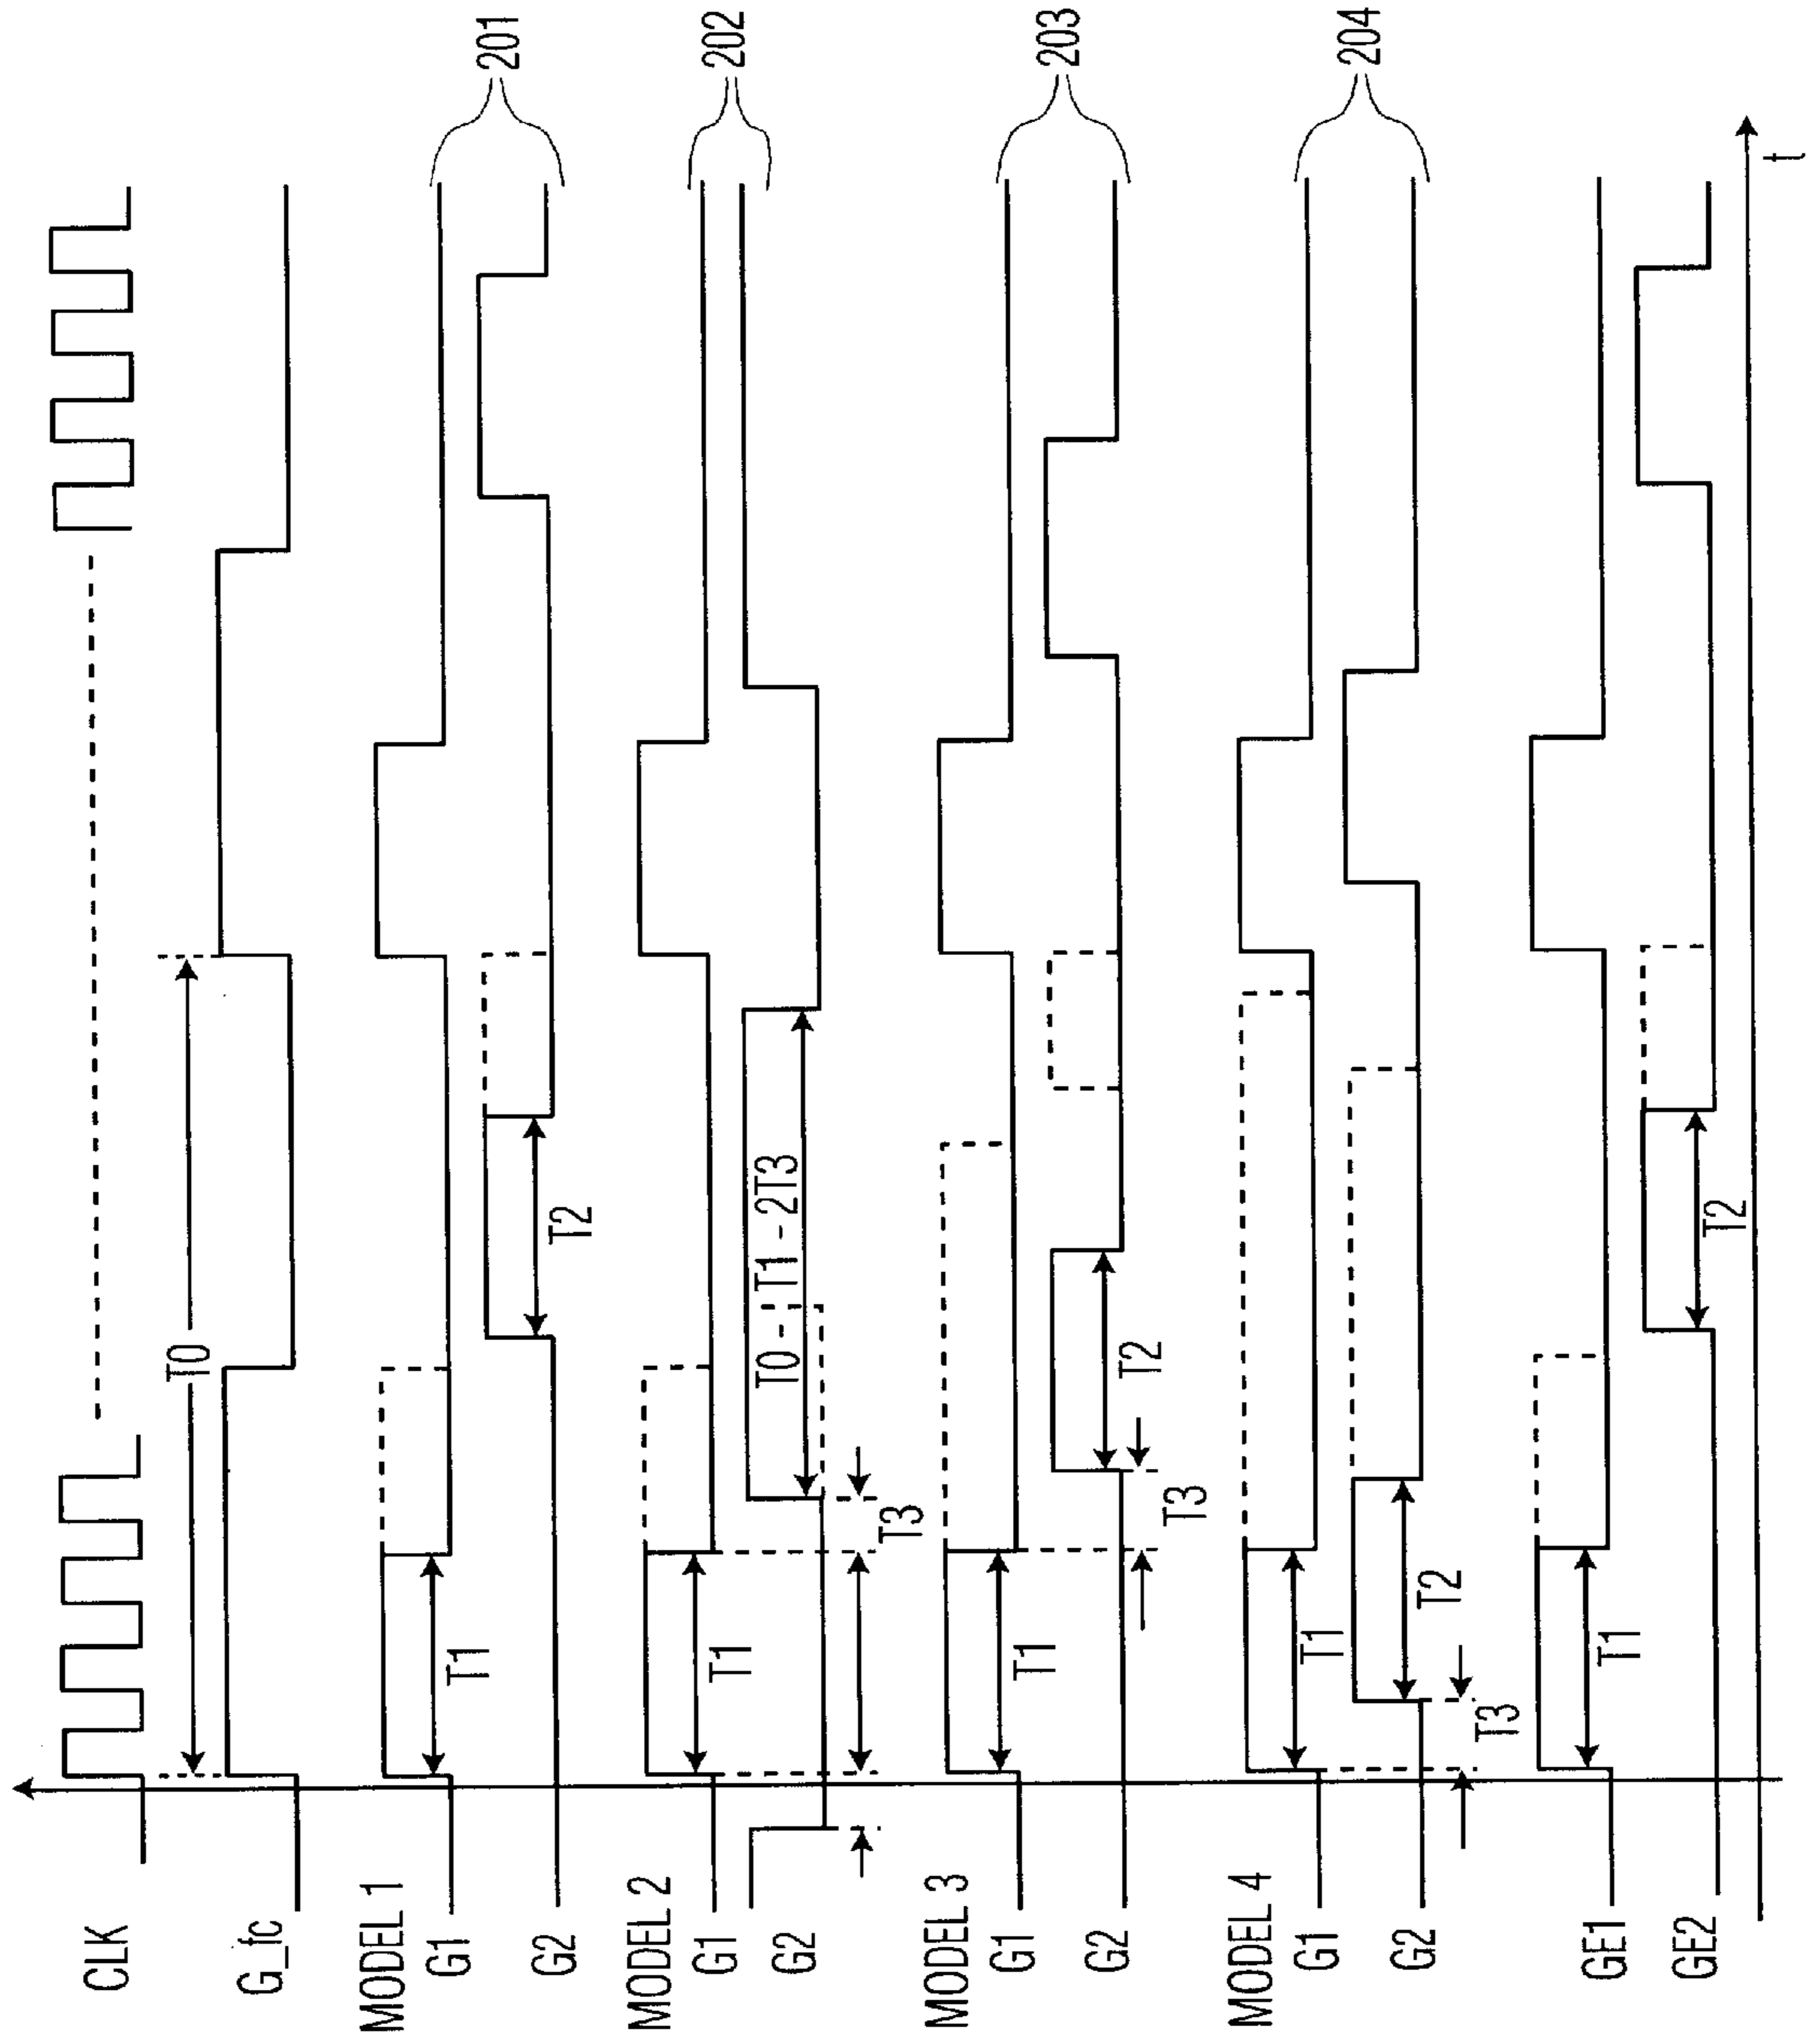 CLK
T0
G_fc
MODEL 1
G1
T1
G2
T2
201
MODEL 2
G1
T1
G2
T0 - T1 - 2T3
T3
202
MODEL 3
G1
T1
G2
T2
T3
203
MODEL 4
G1
T1
G2
T2
T3
204
GE1
T1
GE2
T2
t